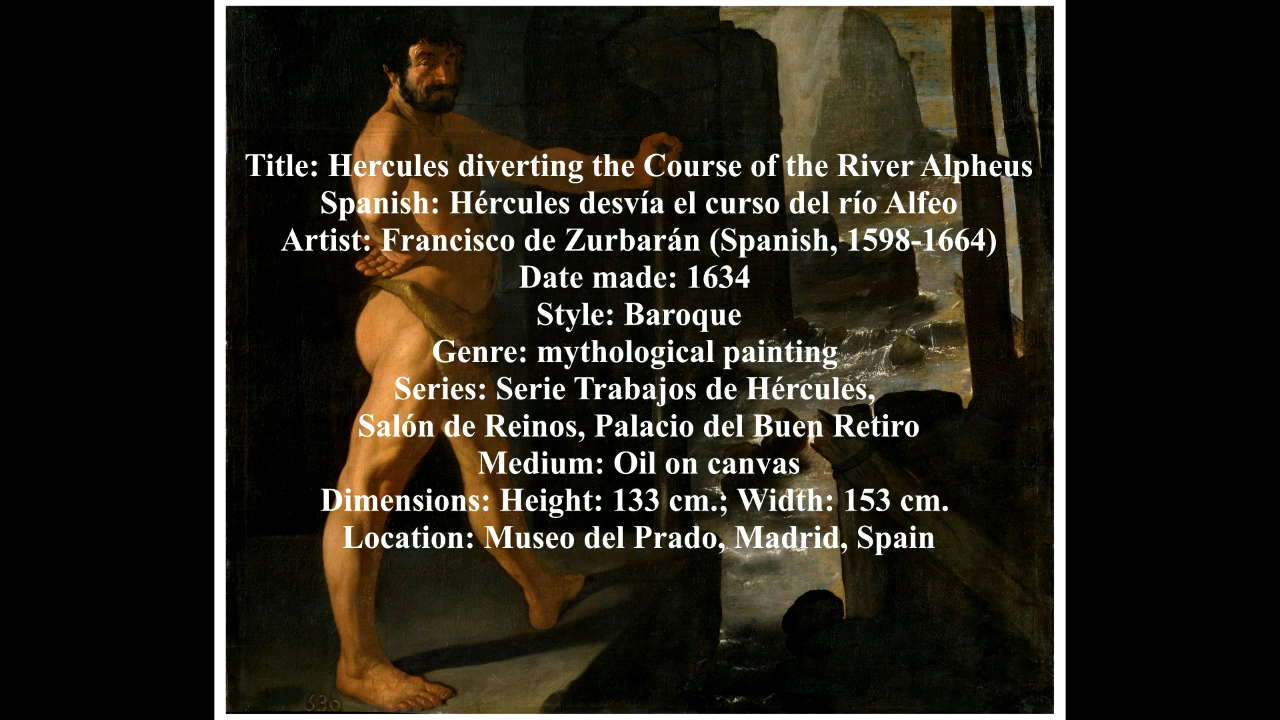 Title: Hercules diverting the Course of the River Alpheus
Spanish: Hércules desvía el curso del río Alfeo
Artist: Francisco de Zurbarán (Spanish, 1598-1664)
Date made: 1634
Style: Baroque
Genre: mythological painting
Series: Serie Trabajos de Hércules,
Salón de Reinos, Palacio del Buen Retiro
Medium: Oil on canvas
Dimensions: Height: 133 cm.; Width: 153 cm.
Location: Museo del Prado, Madrid, Spain